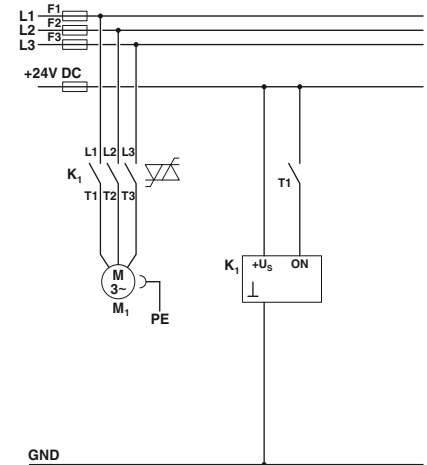 L1 F1
L2 F2
L3 F3
+24V DC
L1 L2 L3
K1
T1 T2 T3
T1
K1 +US ON
M
3~
M1
PE
GND